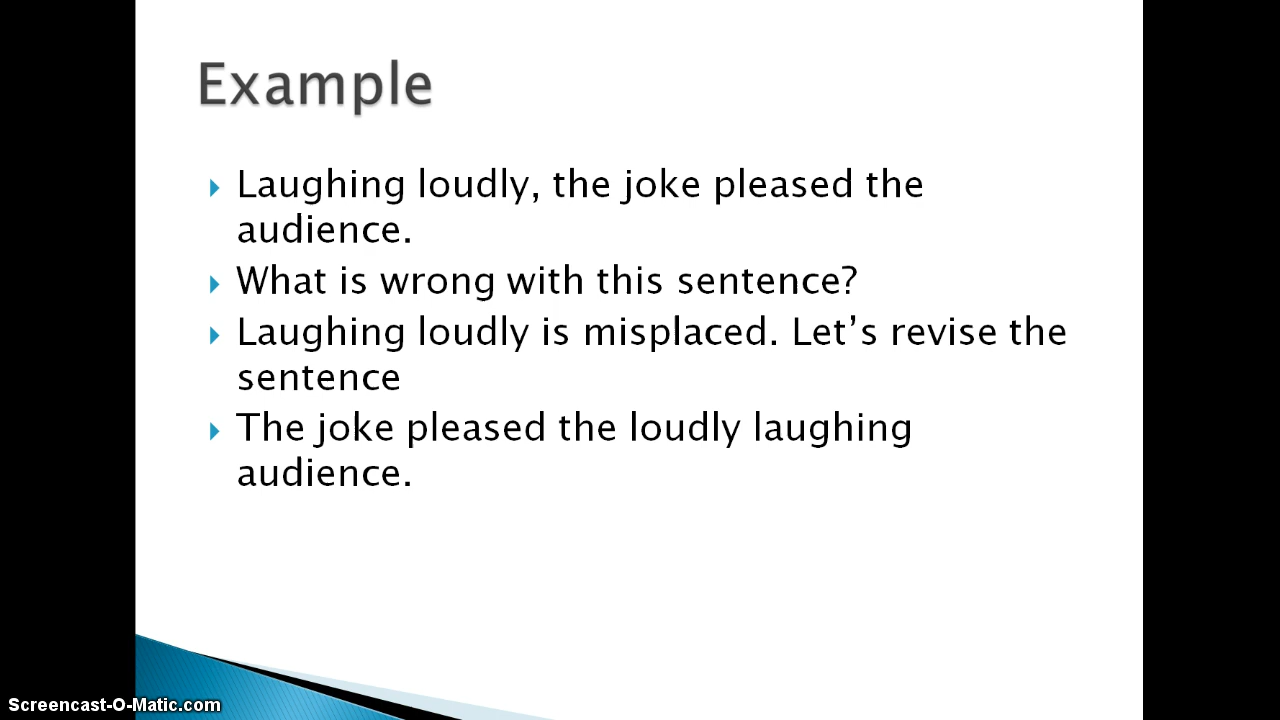 Example
Laughing loudly, the joke pleased the
audience.
What is wrong with this sentence?
Laughing loudly is misplaced. Let’s revise the
sentence
The joke pleased the loudly laughing
audience.
Screencast-O-Matic.com